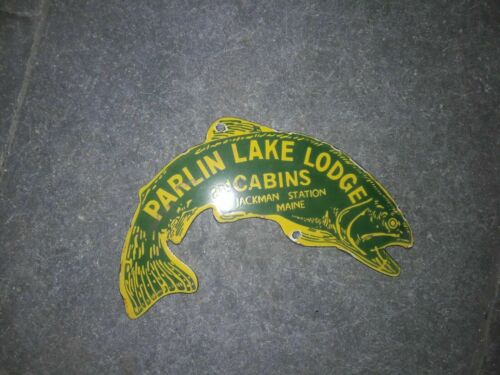 PARLIN LAKE LODGE
CABINS
JACKMAN STATION
MAINE